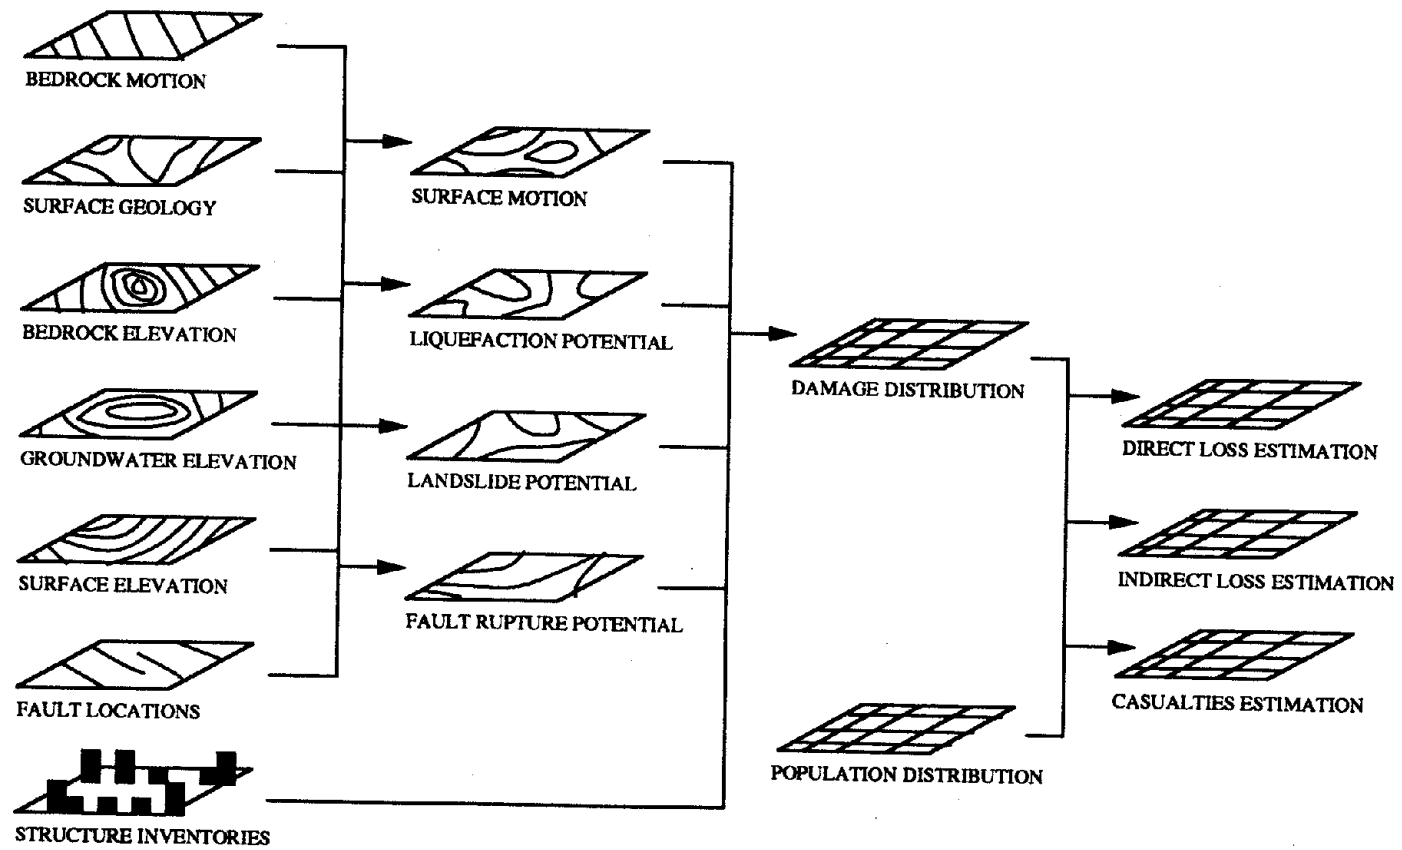 BEDROCK MOTION
SURFACE GEOLOGY
BEDROCK ELEVATION
GROUNDWATER ELEVATION
SURFACE ELEVATION
FAULT LOCATIONS
STRUCTURE INVENTORIES
SURFACE MOTION
LIQUEFACTION POTENTIAL
LANDSLIDE POTENTIAL
FAULT RUPTURE POTENTIAL
DAMAGE DISTRIBUTION
POPULATION DISTRIBUTION
DIRECT LOSS ESTIMATION
INDIRECT LOSS ESTIMATION
CASUALTIES ESTIMATION